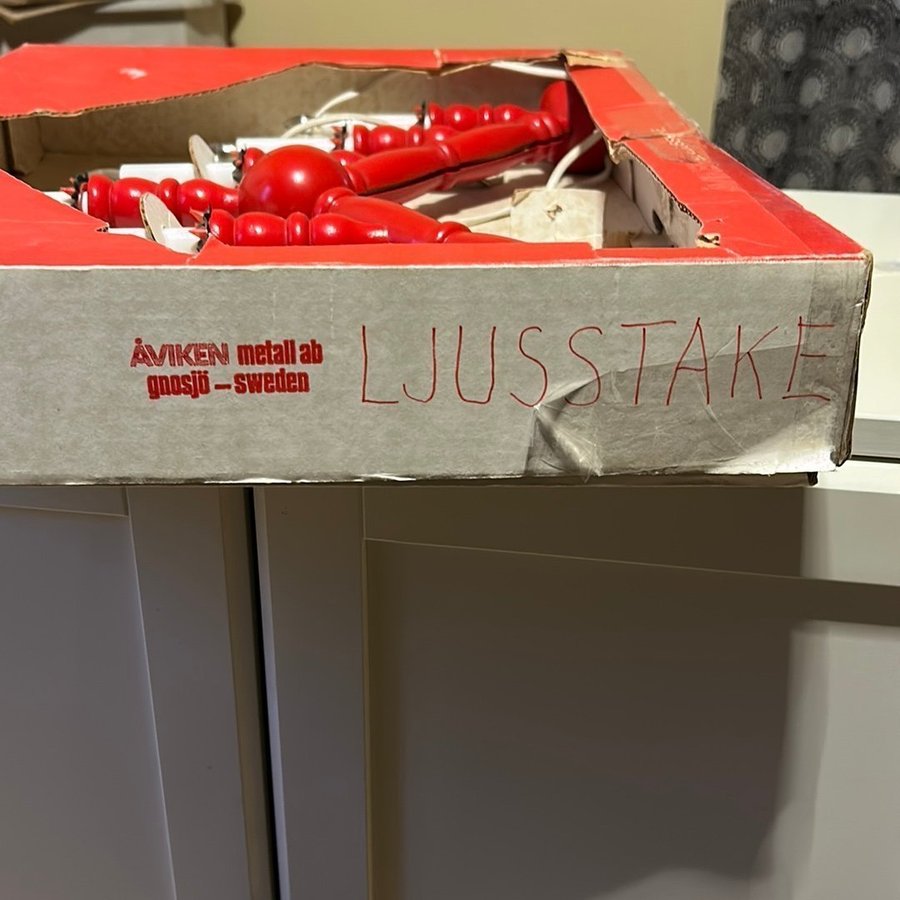 ÅVIKEN metall ab
gnosjö – sweden
LJUSSTAKE